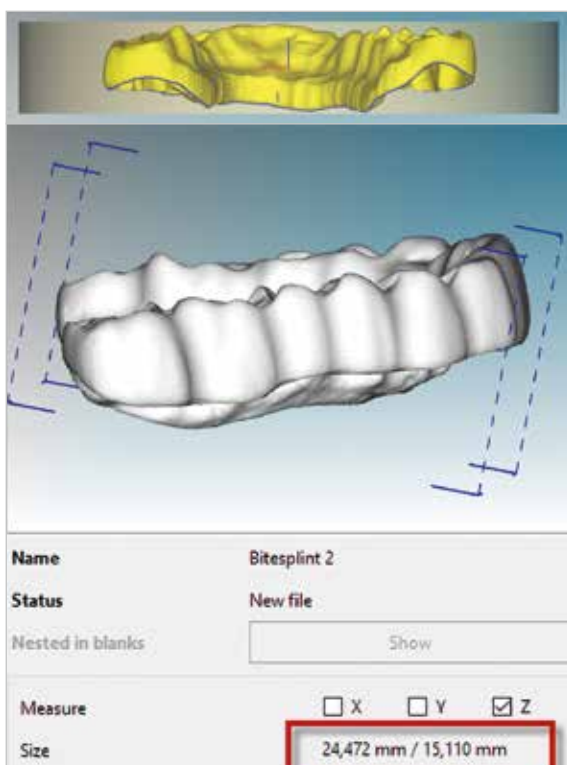 Name Bitesplint 2
Status New file
Nested in blanks Show
Measure X Y Z
Size 24,472 mm / 15,110 mm